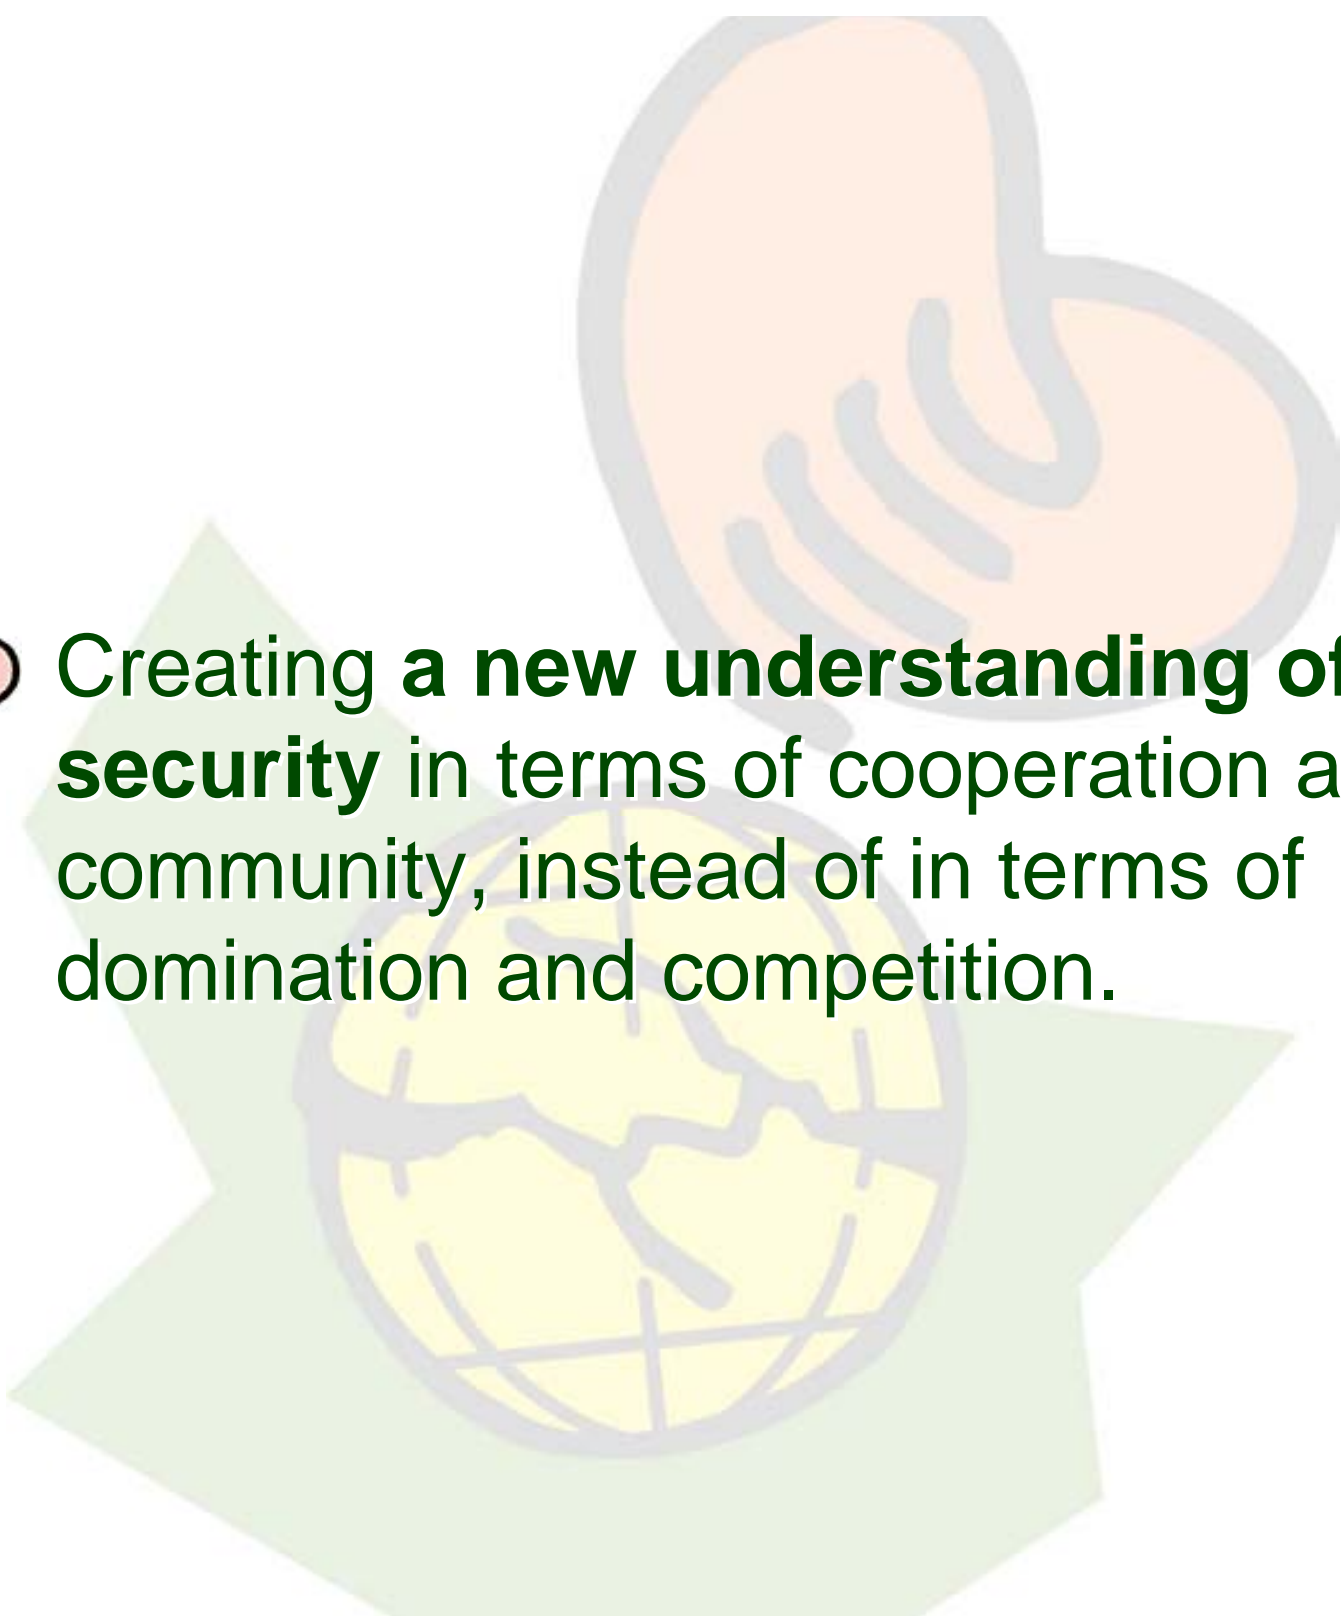 Creating a new understanding of
security in terms of cooperation a
community, instead of in terms of
domination and competition.